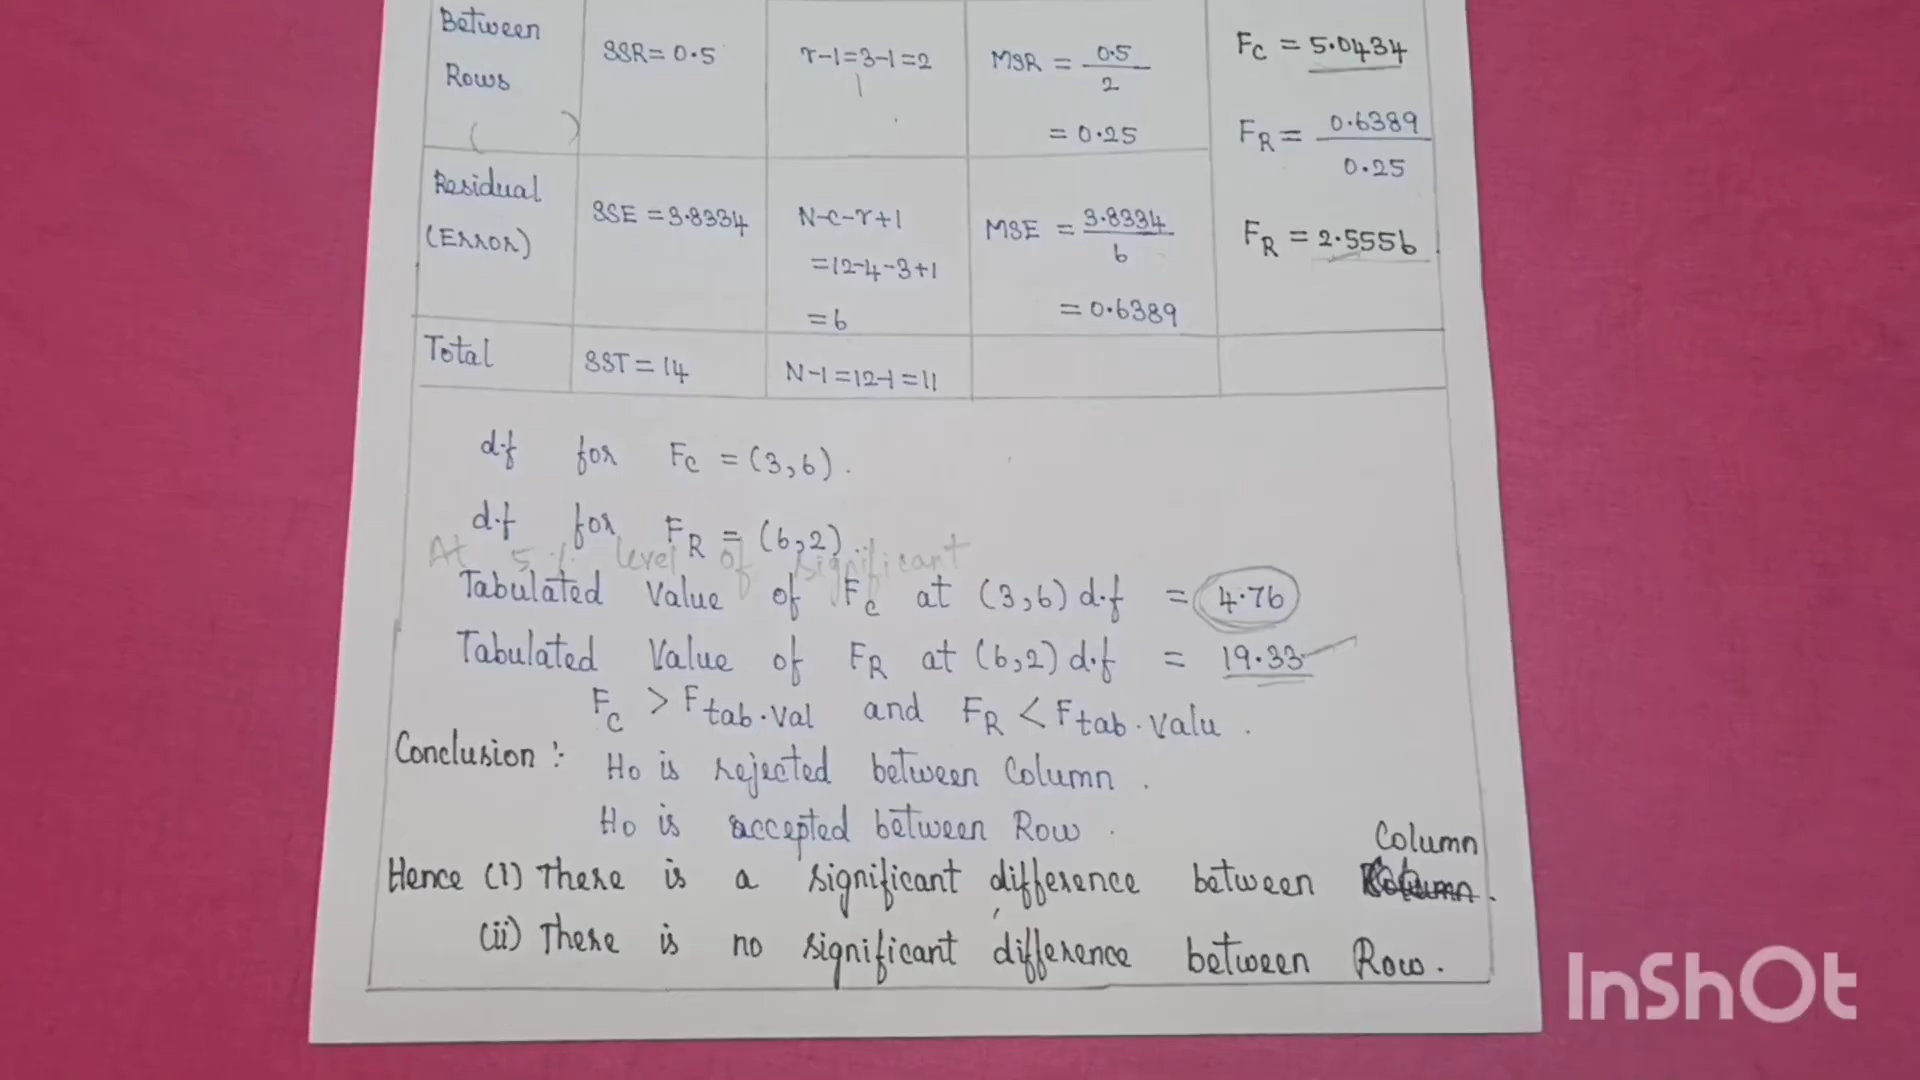 Between
Rows
SSR = 0.5
r-1=3-1=2
MSR = 0.5/2
= 0.25
Fc = 5.0434
FR = 0.6389/0.25
FR = 2.5556
Residual
(Error)
SSE = 3.8334
N-c-r+1
=12-4-3+1
=6
MSE = 3.8334/6
= 0.6389
Total
SST = 14
N-1=12-1=11
d.f for Fc = (3,6).
d.f for FR = (6,2).
At 5% level of significant
Tabulated Value of Fc at (3,6) d.f = 4.76
Tabulated Value of FR at (6,2) d.f = 19.33
Fc > Ftab.val and FR < Ftab.valu.
Conclusion :-
Ho is rejected between Column.
Ho is accepted between Row.
Column
Hence (i) There is a significant difference between
(ii) There is no significant difference between Row.
InShOt